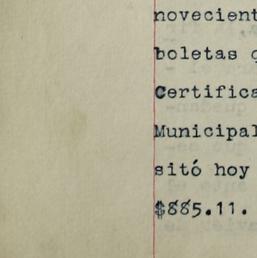 novecient
boletas
Certifica
Municipal
sitó hoy
$885.11.